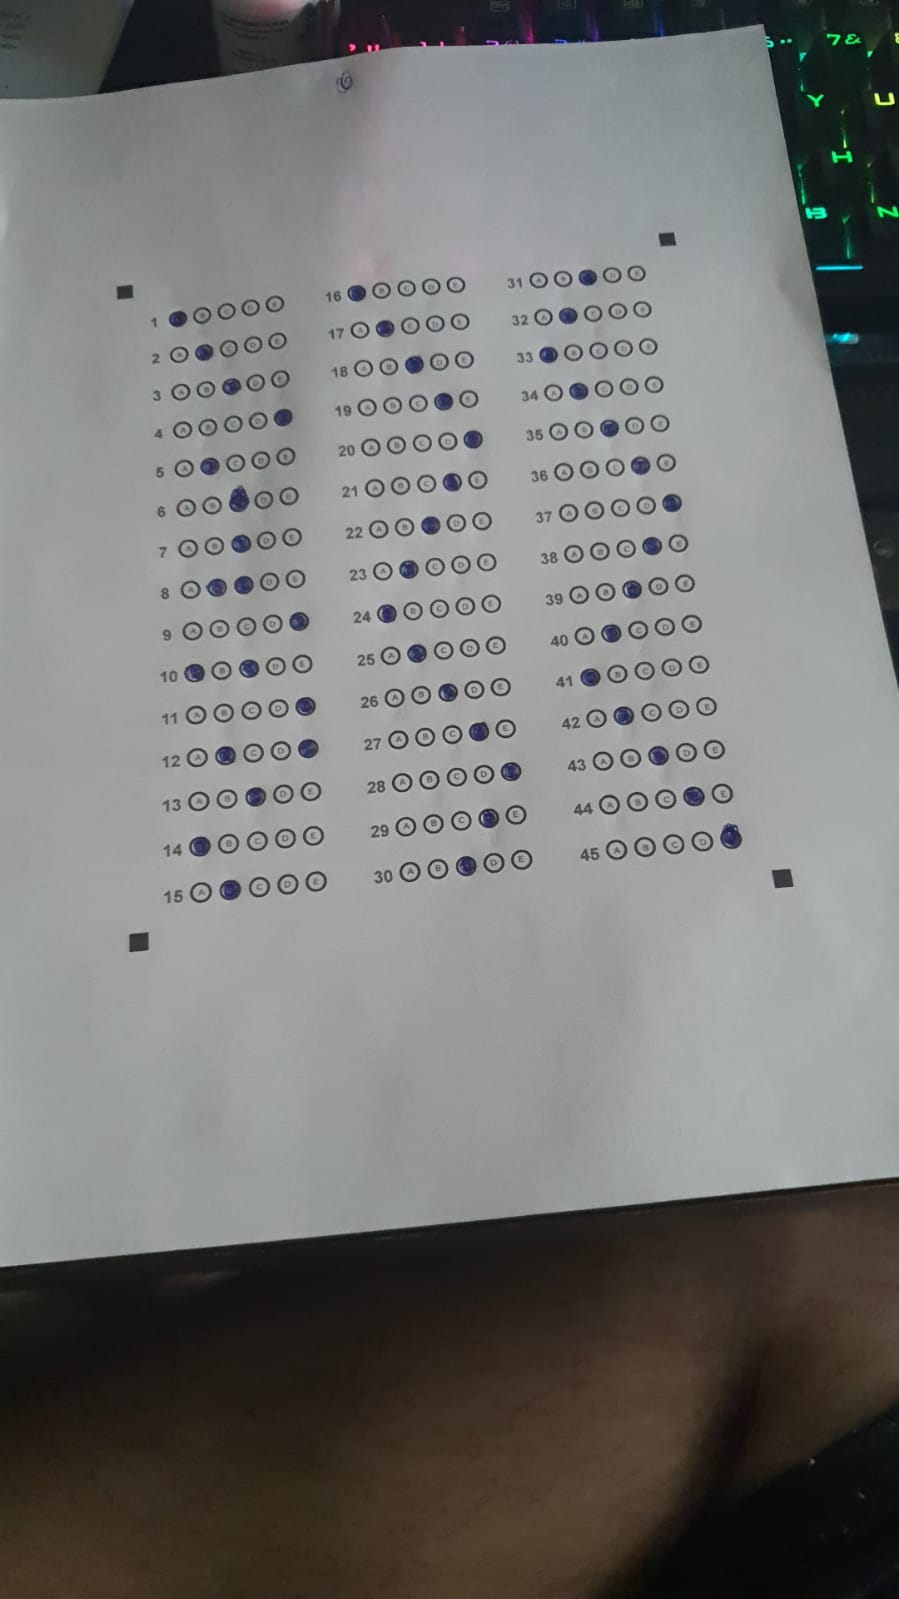 7&
Y
U
H
B
N
1 B C D E
2 A C D E
3 A B D E
4 A B C D
5 A C D E
6 A B D E
7 A B D E
8 A D E
9 A B C D
10 B D E
11 A B C D
12 A C D
13 A B D E
14 B C D E
15 A C D E
16 B C D E
17 A C D E
18 A B D E
19 A B C E
20 A B C D
21 A B C E
22 A B D E
23 A C D E
24 B C D E
25 A C D E
26 A B D E
27 A B C E
28 A B C D
29 A B C E
30 A B D E
31 A B D E
32 A C D E
33 B C D E
34 A C D E
35 A B D E
36 A B C E
37 A B C D
38 A B C E
39 A B D E
40 A C D E
41 B C D E
42 A C D E
43 A B D E
44 A B C E
45 A B C D